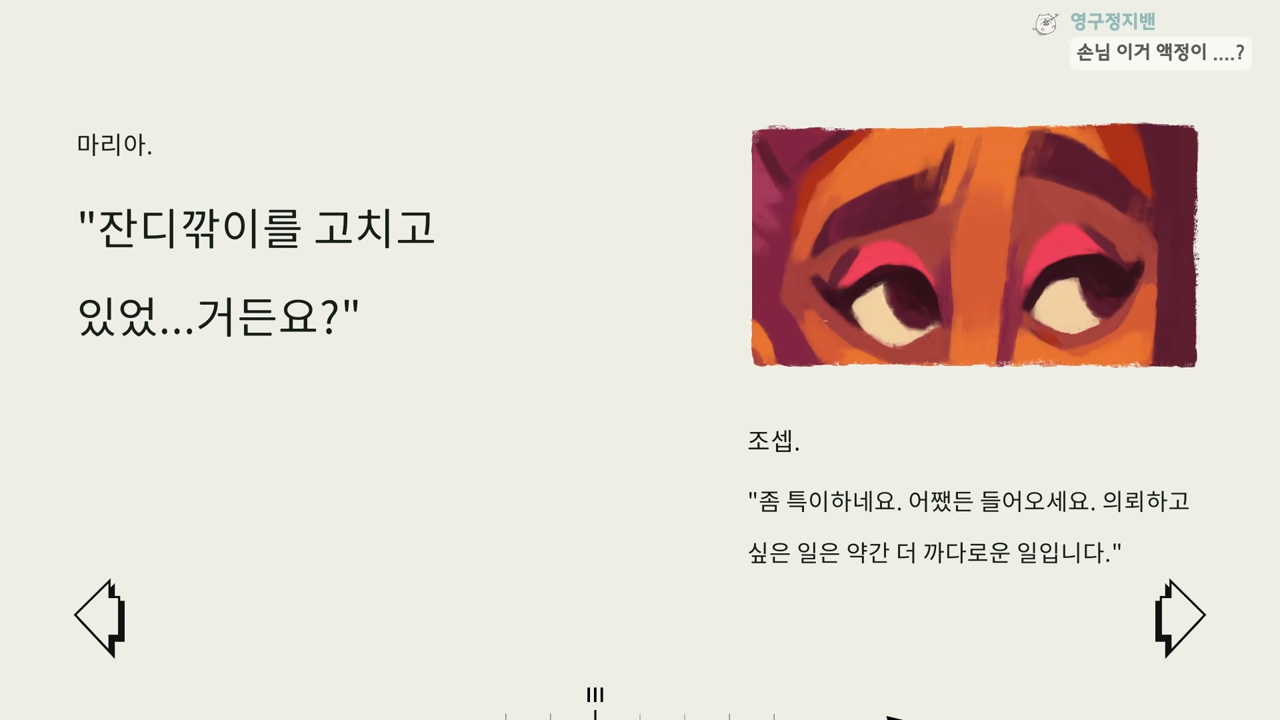 영구정지밴
손님 이거 액정이 ....?
마리아.
"잔디깎이를 고치고
있었...거든요?"
조셉.
"좀 특이하네요. 어쨌든 들어오세요. 의뢰하고
싶은 일은 약간 더 까다로운 일입니다."
III